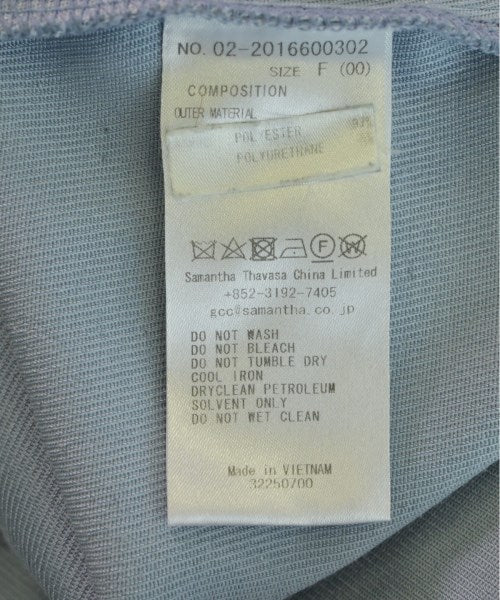 NO. 02-2016600302
SIZE F (00)
COMPOSITION
OUTER MATERIAL
POLYESTER
POLYURETHANE
F W
Samantha Thavasa China Limited
+852-3192-7405
gcc@samantha.co.jp
DO NOT WASH
DO NOT BLEACH
DO NOT TUMBLE DRY
COOL IRON
DRYCLEAN PETROLEUM
SOLVENT ONLY
DO NOT WET CLEAN
Made in VIETNAM
32250700